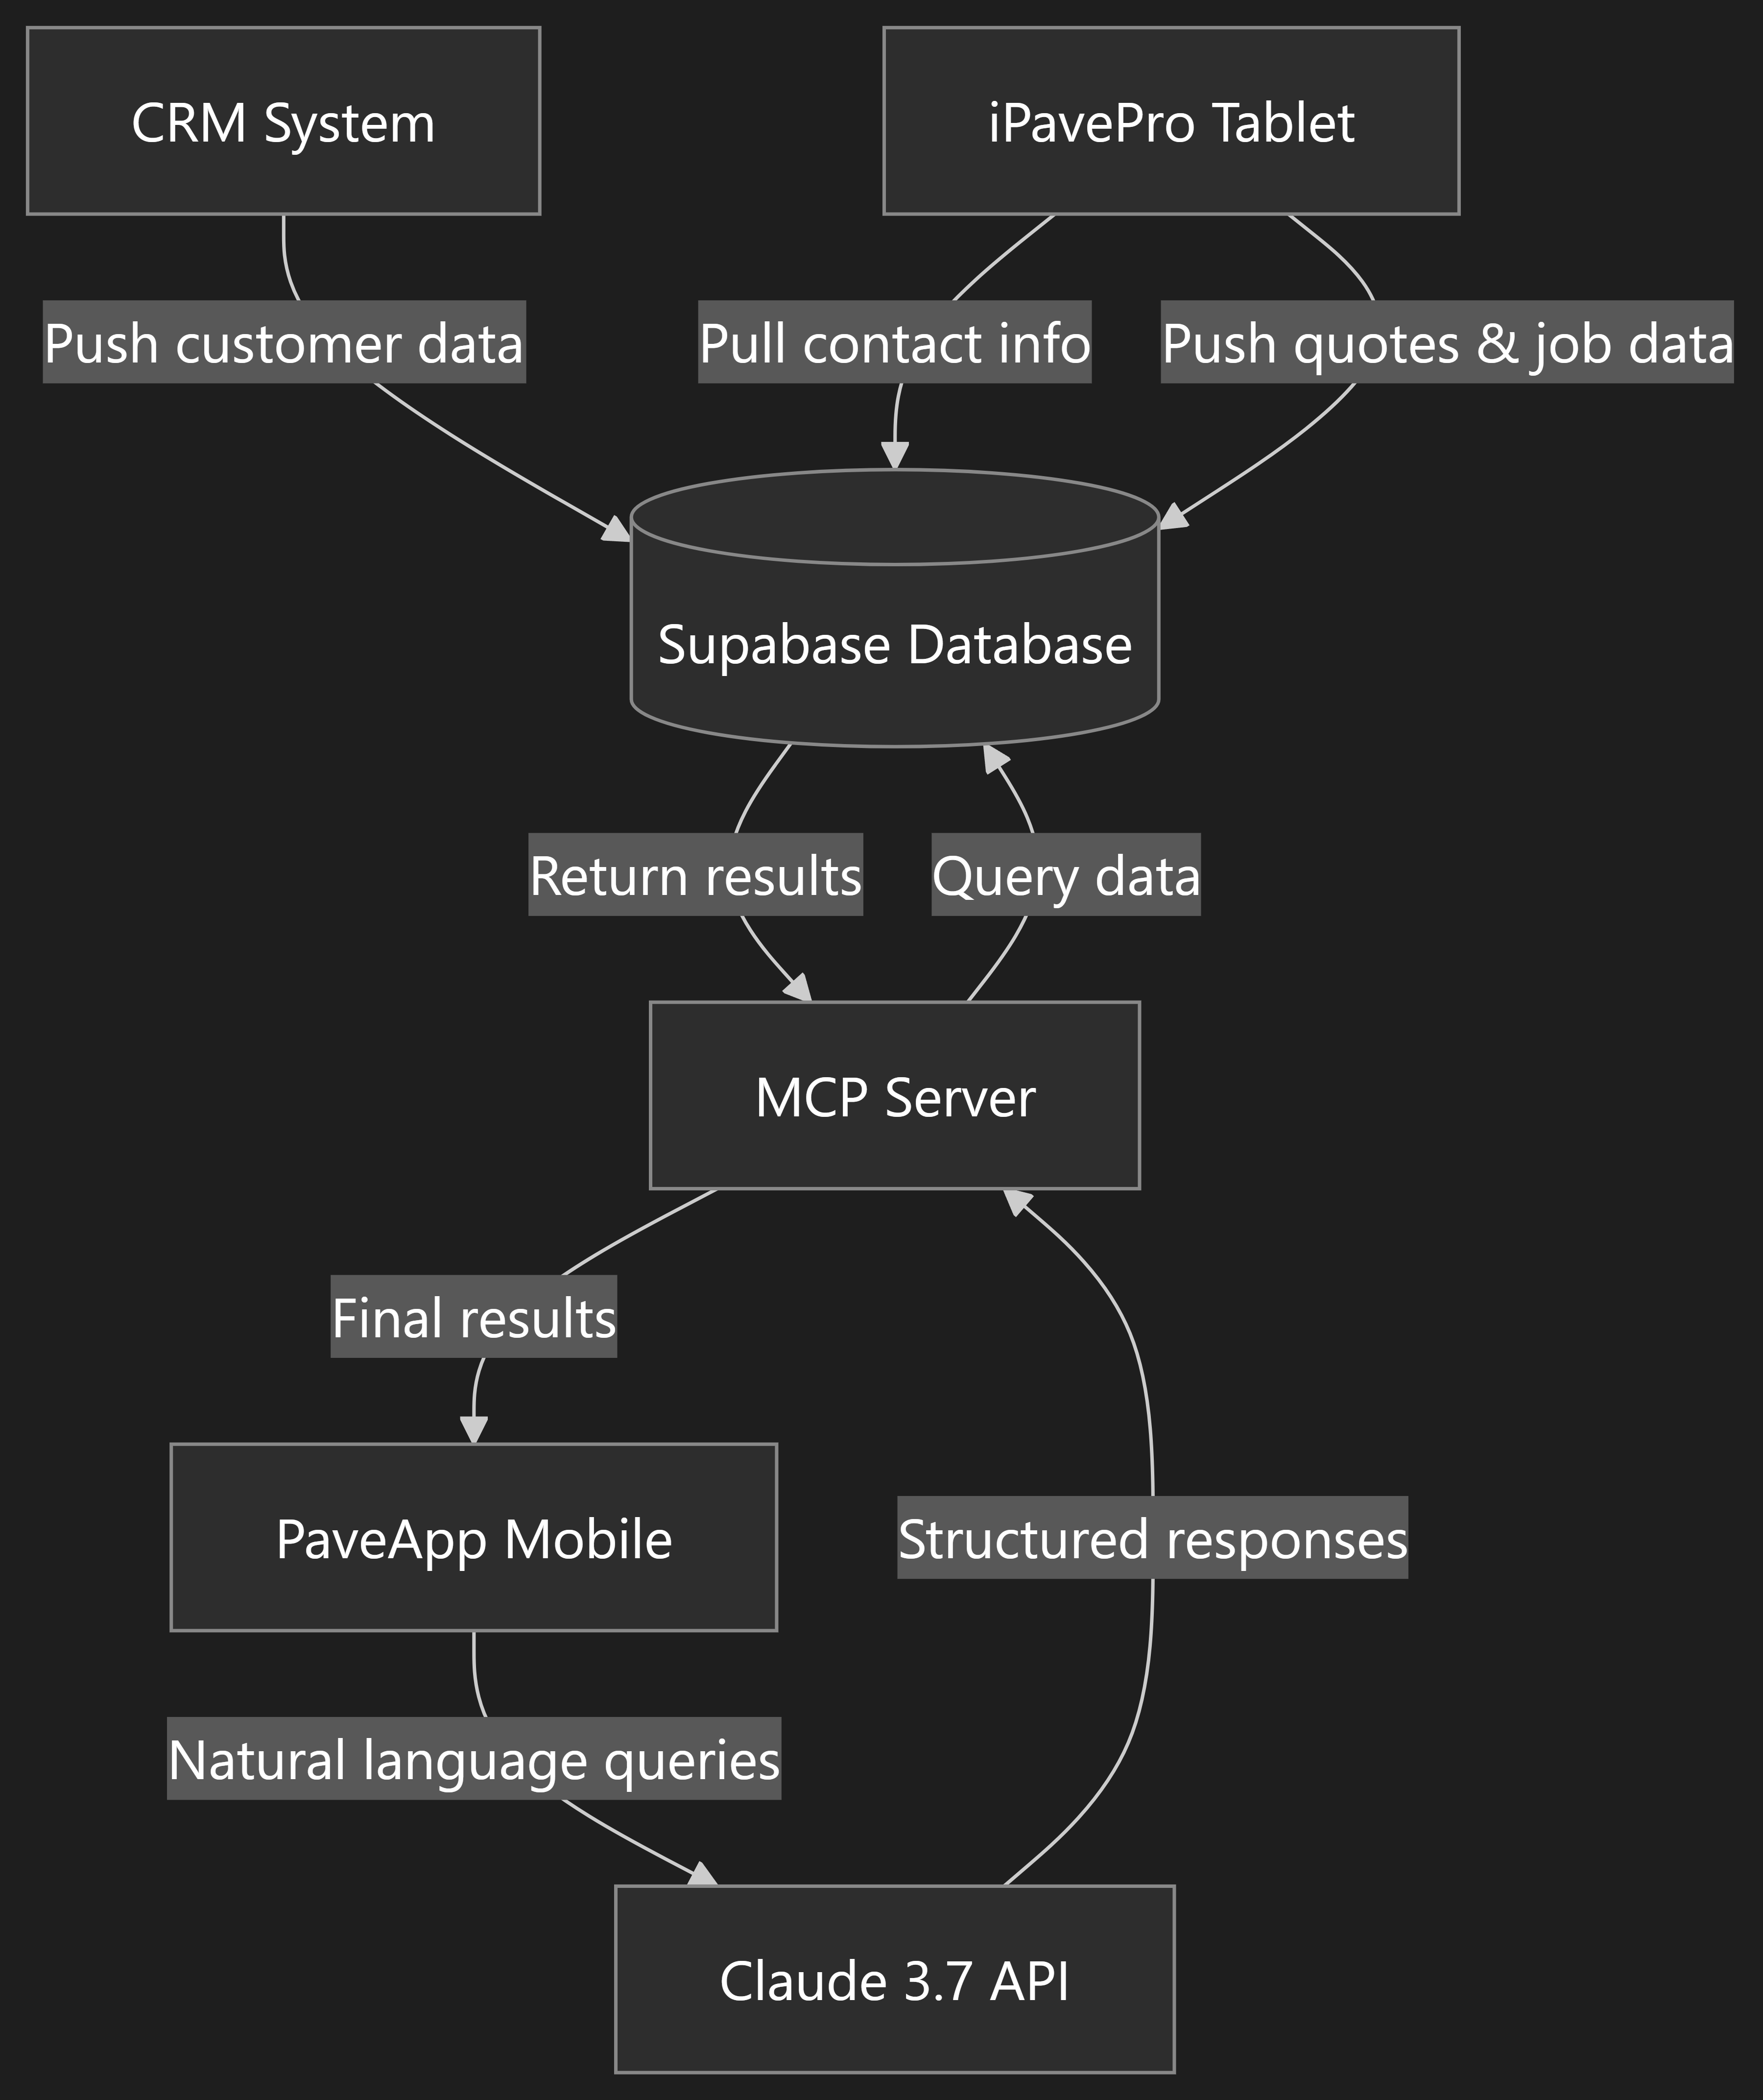 CRM System
iPavePro Tablet
Push customer data
Pull contact info
Push quotes & job data
Supabase Database
Return results
Query data
MCP Server
Final results
PaveApp Mobile
Structured responses
Natural language queries
Claude 3.7 API